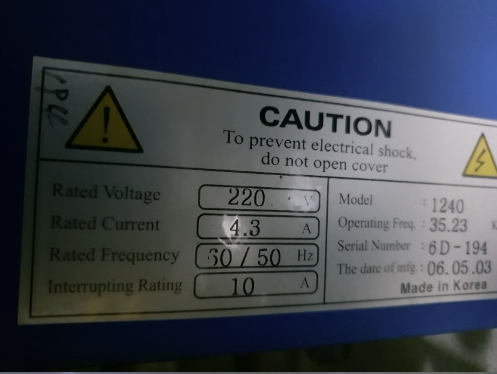 CAUTION
To prevent electrical shock,
do not open cover
Rated Voltage 220 V
Rated Current 4.3 A
Rated Frequency 60 / 50 Hz
Interrupting Rating 10 A
Model : 1240
Operating Freq. : 35.23 K
Serial Number : 6D-194
The date of mfg. : 06.05.03
Made in Korea